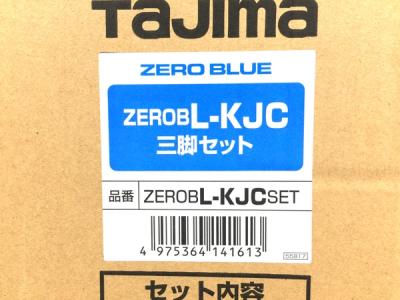 TaJima
ZERO BLUE
ZEROBL-KJC
三脚セット
品番 ZEROBL-KJCSET
4 975364 141613
55817
セット内容